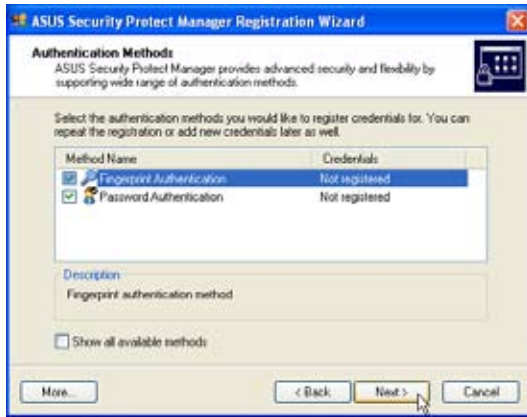 ASUS Security Protect Manager Registration Wizard
Authentication Methods
ASUS Security Protect Manager provides advanced security and flexibility by
supporting wide range of authentication methods.
Select the authentication methods you would like to register credentials for. You can
repeat the registration or add new credentials later as well.
Method Name Credentials
Fingerprint Authentication Not registered
Password Authentication Not registered
Description
Fingerprint authentication method
Show all available methods
More... < Back Next > Cancel